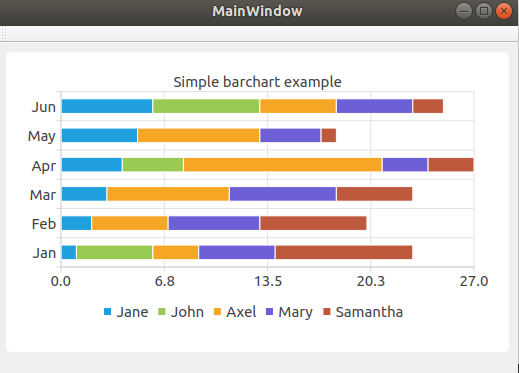 MainWindow
Simple barchart example
Jun
May
Apr
Mar
Feb
Jan
0.0 6.8 13.5 20.3 27.0
Jane John Axel Mary Samantha